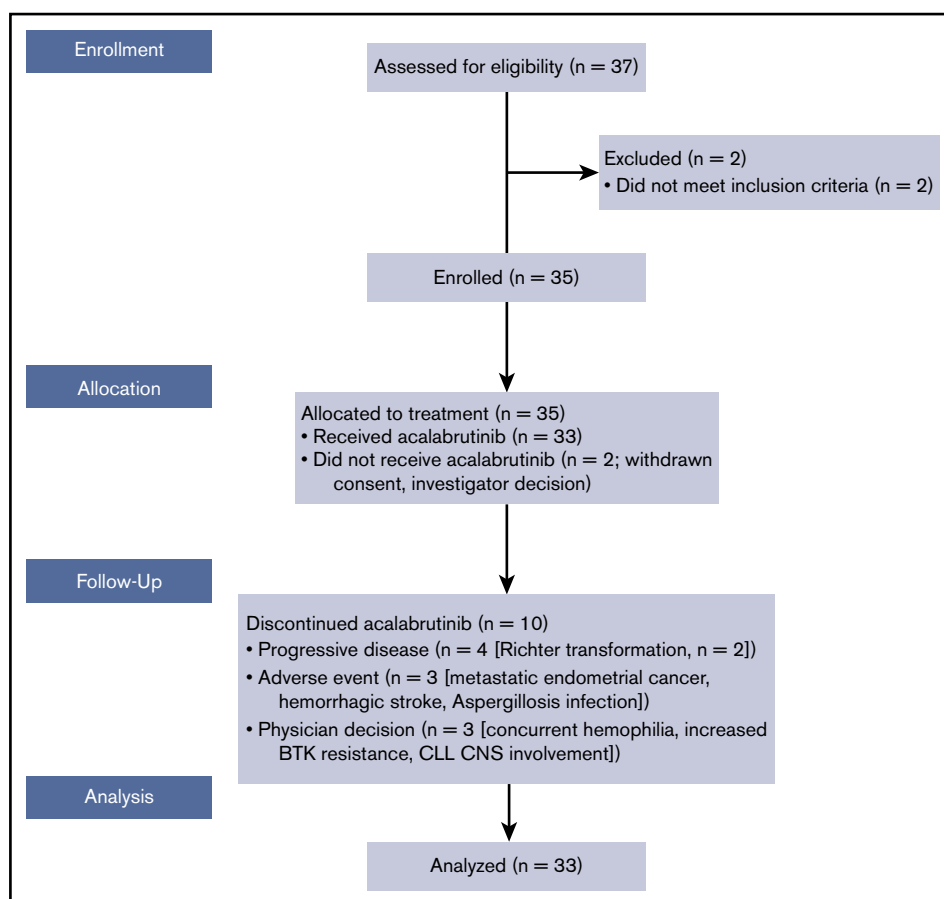 Enrollment
Assessed for eligibility (n = 37)
Excluded (n = 2)
• Did not meet inclusion criteria (n = 2)
Enrolled (n = 35)
Allocation
Allocated to treatment (n = 35)
• Received acalabrutinib (n = 33)
• Did not receive acalabrutinib (n = 2; withdrawn
consent, investigator decision)
Follow-Up
Discontinued acalabrutinib (n = 10)
• Progressive disease (n = 4 [Richter transformation, n = 2])
• Adverse event (n = 3 [metastatic endometrial cancer,
hemorrhagic stroke, Aspergillosis infection])
• Physician decision (n = 3 [concurrent hemophilia, increased
BTK resistance, CLL CNS involvement])
Analysis
Analyzed (n = 33)